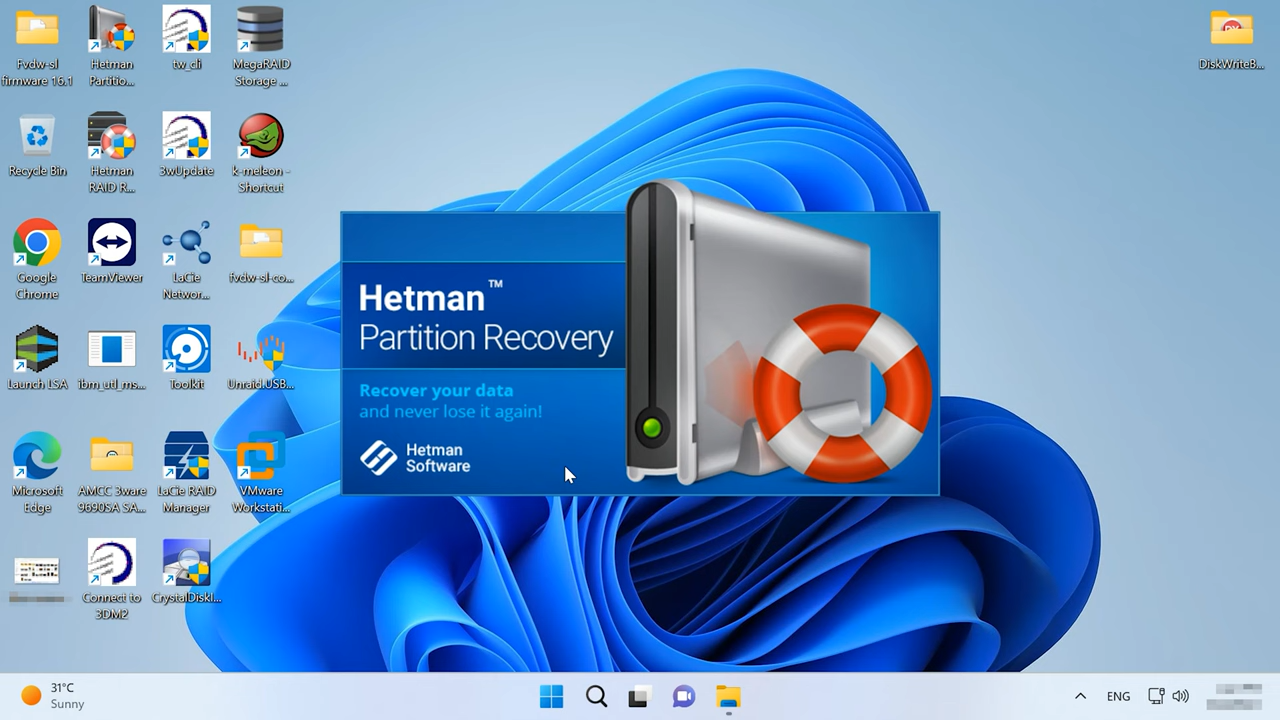 Fvdw-sl
firmware 16.1
Hetman
Partitio...
tw_cli
MegaRAID
Storage ...
DiskWriteB...
Recycle Bin
Hetman
RAID R...
3wUpdate
k-meleon -
Shortcut
Google
Chrome
TeamViewer
LaCie
Networ...
fvdw-sl-co...
Launch LSA
ibm_utl_ms...
Toolkit
Unraid.USB...
Microsoft
Edge
AMCC 3ware
9690SA SA...
LaCie RAID
Manager
VMware
Workstati...
Connect to
3DM2
CrystalDiskI...
Hetman™
Partition Recovery
Recover your data
and never lose it again!
Hetman
Software
31°C
Sunny
ENG